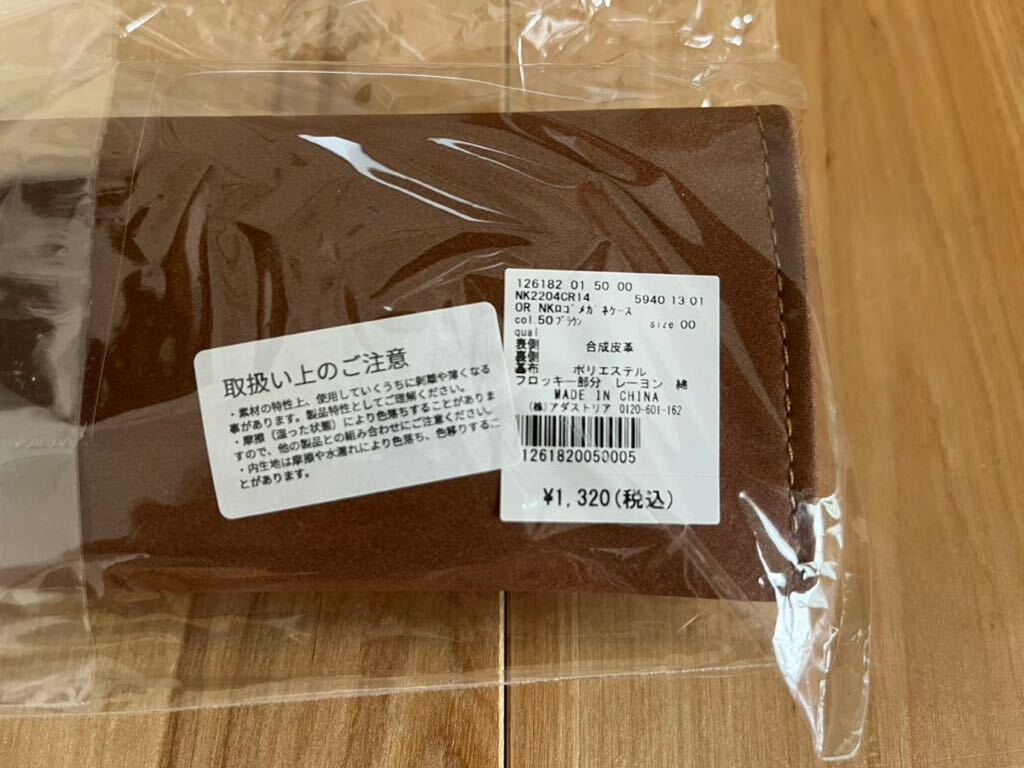 取扱い上のご注意
・素材の特性上、使用していくうちに剥離や薄くなる
事があります。製品特性としてご理解ください。
・摩擦（湿った状態）により色落ちすることがありま
すので、他の製品との組み合わせにご注意ください。
・内生地は摩擦や水濡れにより色落ち、色移りするこ
とがあります。
126182 01 50 00
NK2204CR14 5940 13 01
OR NKロゴメガネケース
col.50ブラウン size 00
qual
表側 合成皮革
裏側
基布 ポリエステル
フロッキー部分 レーヨン 綿
MADE IN CHINA
(株)アダストリア 0120-601-162
1261820050005
¥1,320(税込)